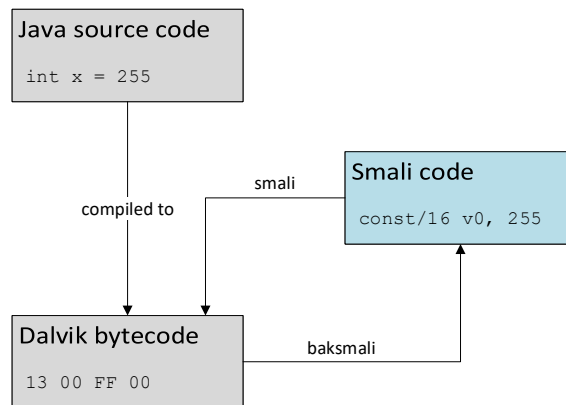 Java source code
int x = 255
compiled to
smali
Smali code
const/16 v0, 255
Dalvik bytecode
13 00 FF 00
baksmali